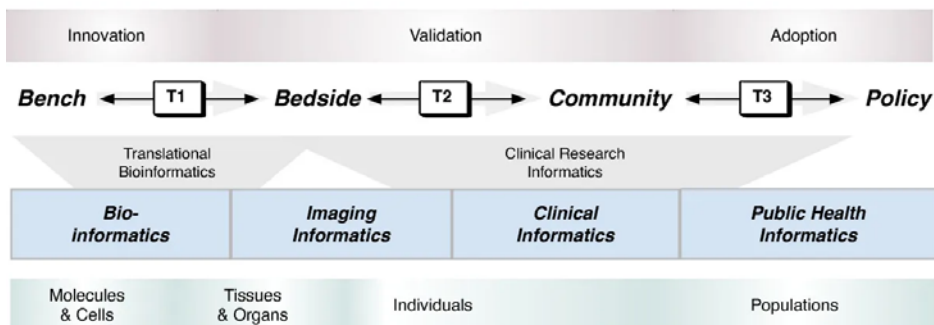 Innovation Validation Adoption
Bench T1 Bedside T2 Community T3 Policy
Translational
Bioinformatics
Clinical Research
Informatics
Bio-
informatics
Imaging
Informatics
Clinical
Informatics
Public Health
Informatics
Molecules
& Cells
Tissues
& Organs
Individuals
Populations